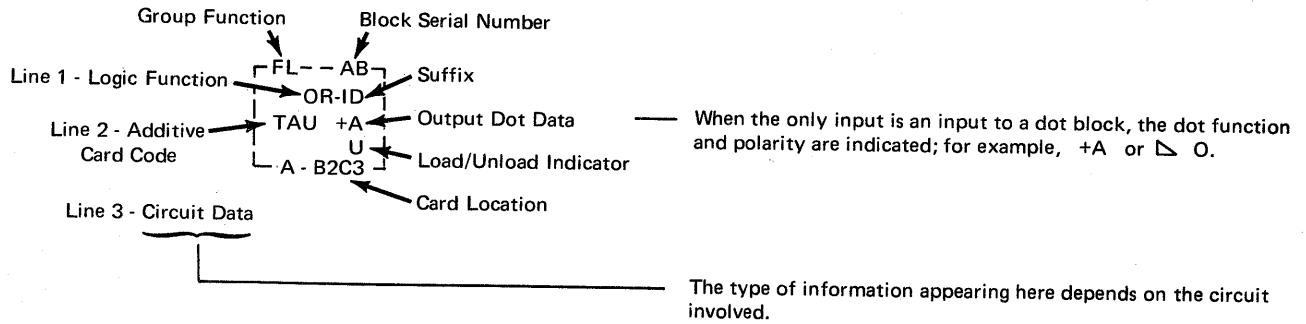 Group Function
Block Serial Number
FL - - AB
Line 1 - Logic Function
OR-ID
Suffix
Line 2 - Additive
Card Code
TAU +A
Output Dot Data
When the only input is an input to a dot block, the dot function
and polarity are indicated; for example, +A or ⊿ O.
U
Load/Unload Indicator
A - B2C3
Card Location
Line 3 - Circuit Data
The type of information appearing here depends on the circuit
involved.